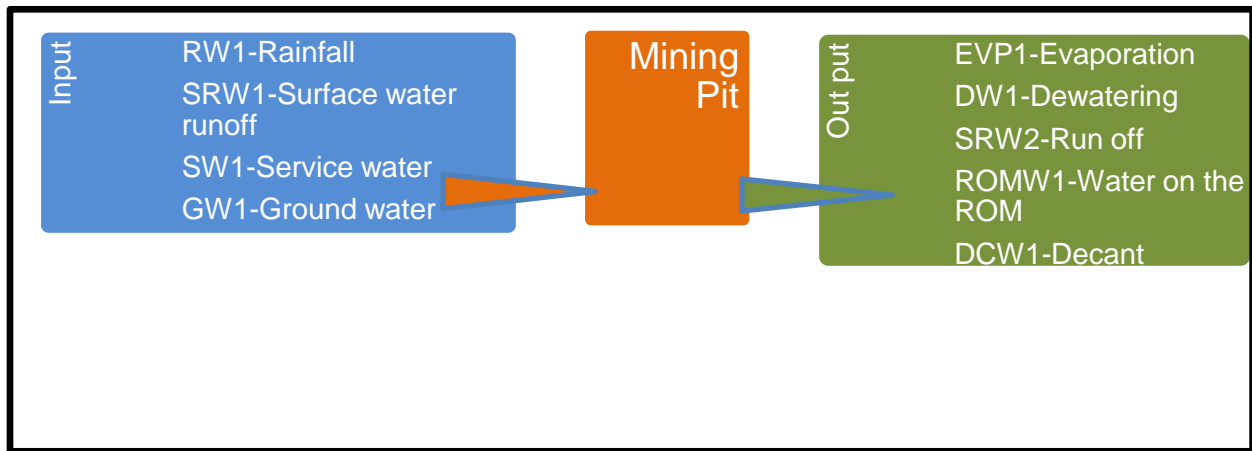 Input
RW1-Rainfall
SRW1-Surface water
runoff
SW1-Service water
GW1-Ground water
Mining
Pit
Out put
EVP1-Evaporation
DW1-Dewatering
SRW2-Run off
ROMW1-Water on the
ROM
DCW1-Decant